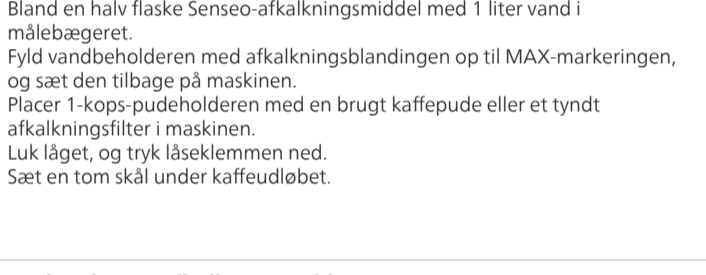 Bland en halv flaske Senseo-afkalkningsmiddel med 1 liter vand i
målebægeret.
Fyld vandbeholderen med afkalkningsblandingen op til MAX-markeringen,
og sæt den tilbage på maskinen.
Placer 1-kops-pudeholderen med en brugt kaffepude eller et tyndt
afkalkningsfilter i maskinen.
Luk låget, og tryk låseklemmen ned.
Sæt en tom skål under kaffeudløbet.